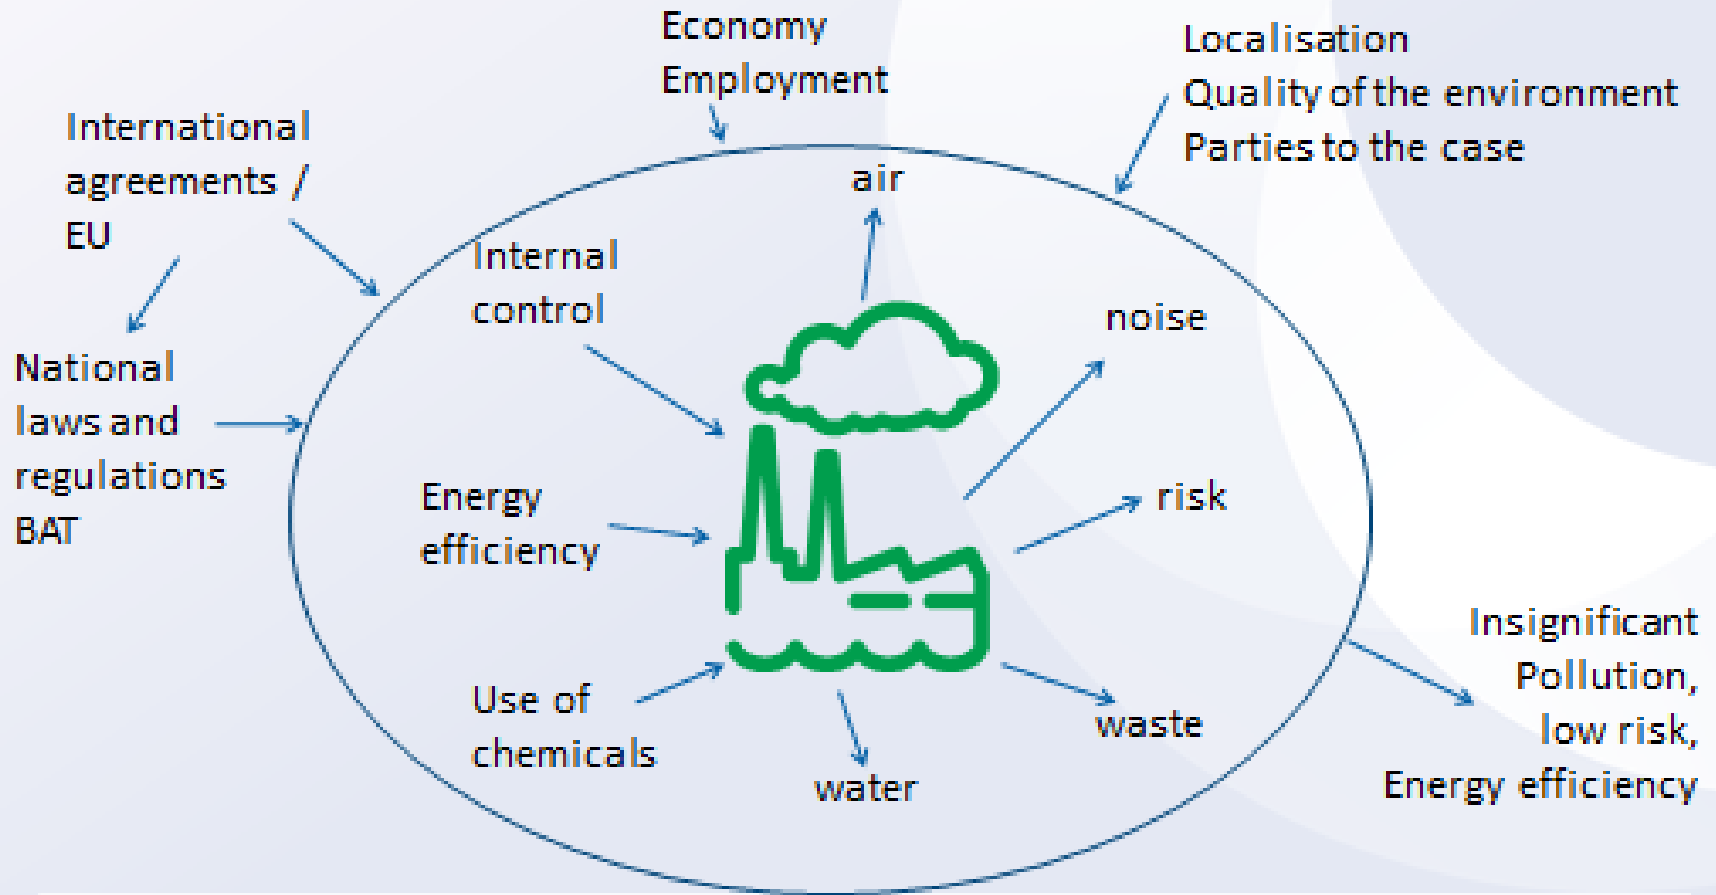 Economy
Employment
Localisation
Quality of the environment
Parties to the case
International
agreements /
EU
air
Internal
control
noise
National
laws and
regulations
BAT
Energy
efficiency
risk
Insignificant
Pollution,
low risk,
Energy efficiency
Use of
chemicals
waste
water